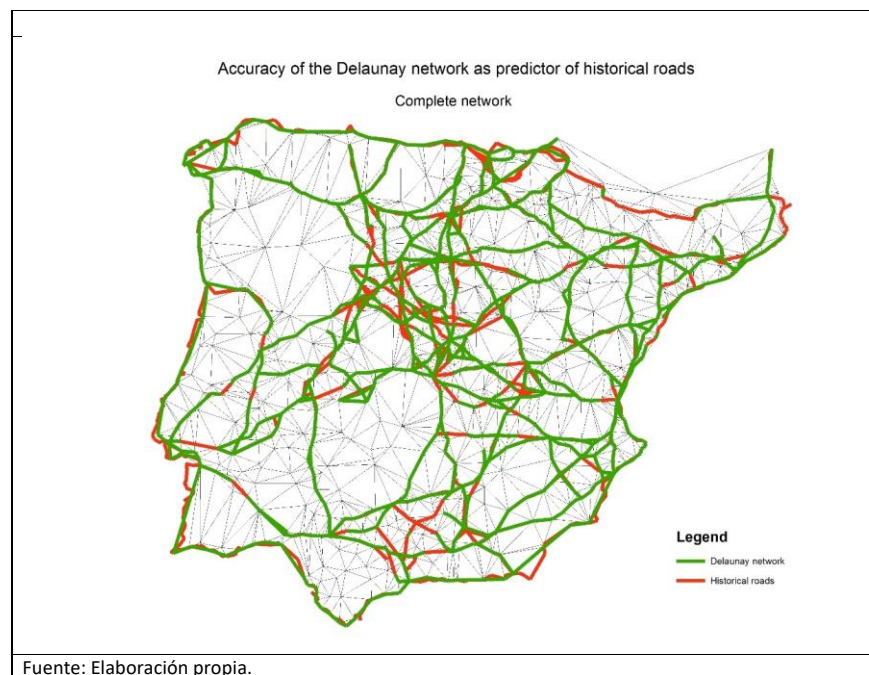 Accuracy of the Delaunay network as predictor of historical roads
Complete network
Legend
Delaunay network
Historical roads
Fuente: Elaboración propia.